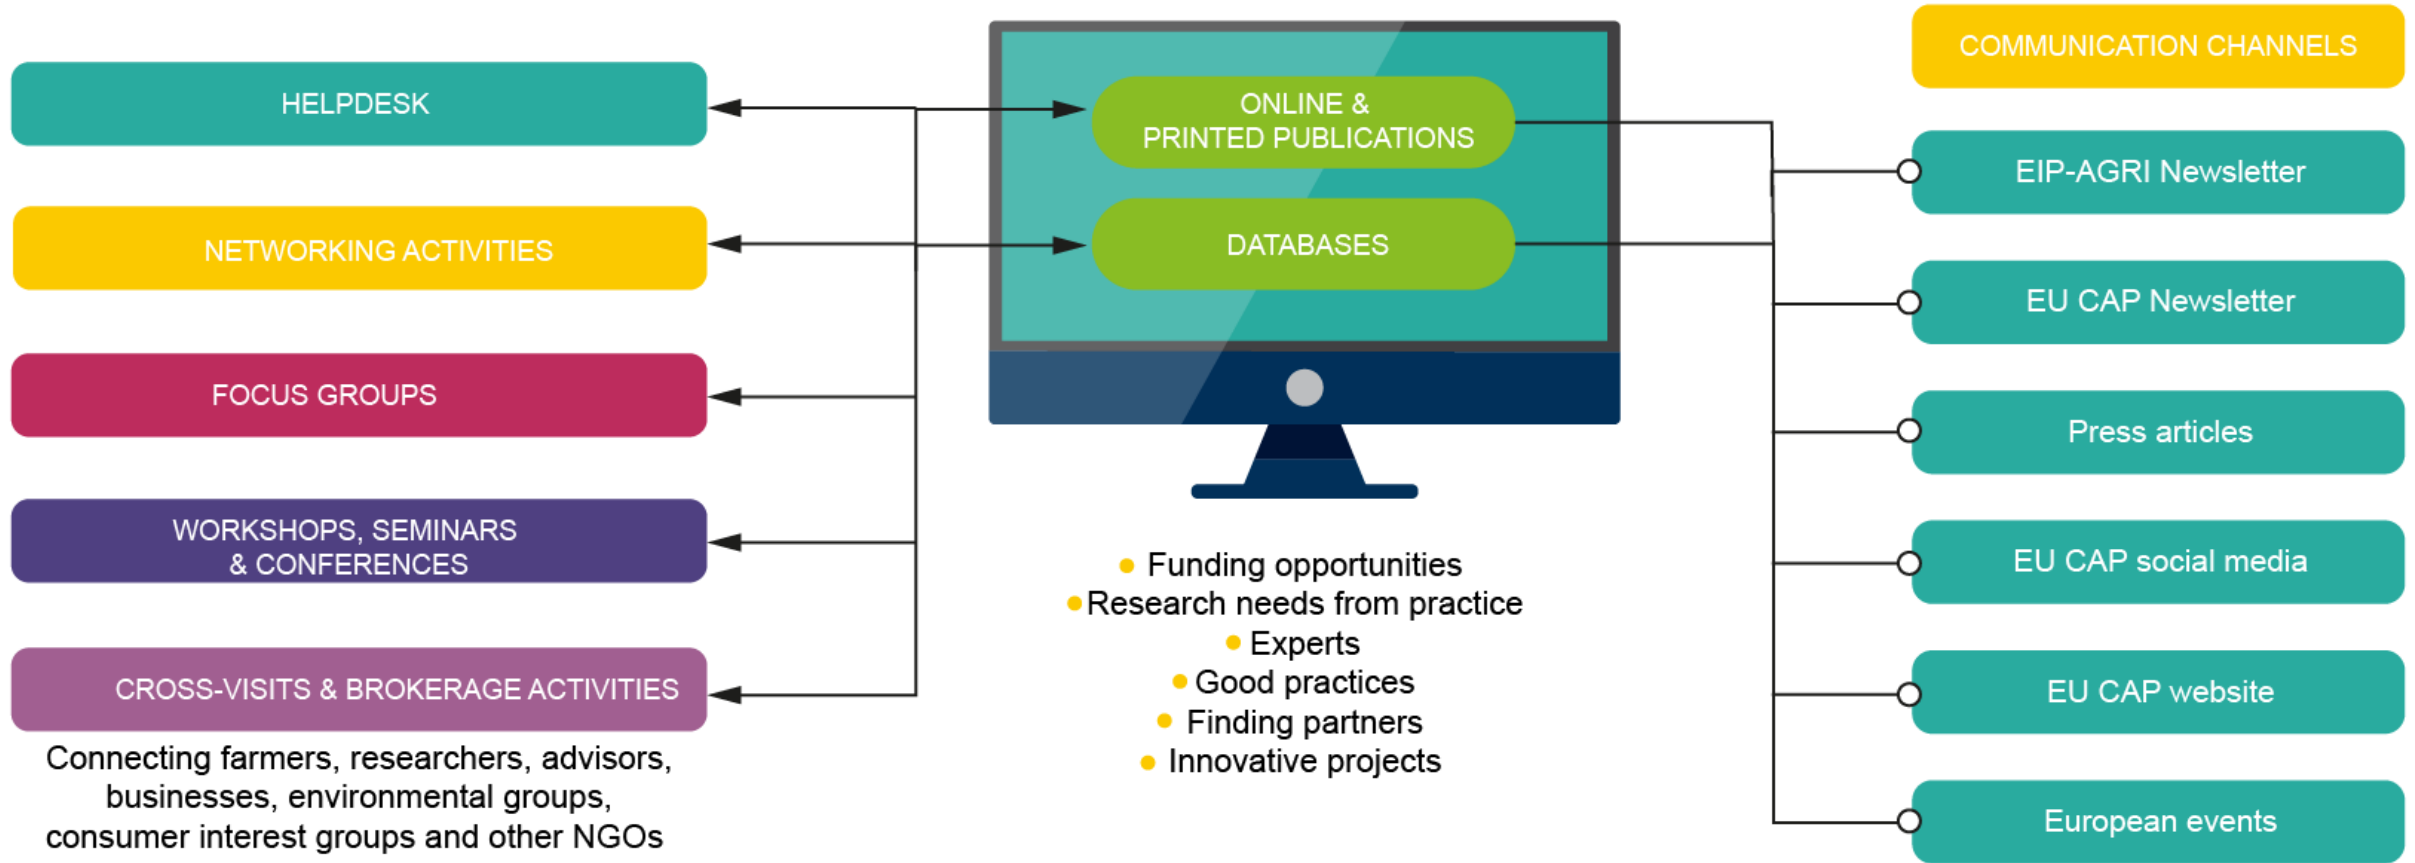 HELPDESK
NETWORKING ACTIVITIES
FOCUS GROUPS
WORKSHOPS, SEMINARS
& CONFERENCES
CROSS-VISITS & BROKERAGE ACTIVITIES
Connecting farmers, researchers, advisors,
businesses, environmental groups,
consumer interest groups and other NGOs
ONLINE &
PRINTED PUBLICATIONS
DATABASES
Funding opportunities
Research needs from practice
Experts
Good practices
Finding partners
Innovative projects
COMMUNICATION CHANNELS
EIP-AGRI Newsletter
EU CAP Newsletter
Press articles
EU CAP social media
EU CAP website
European events